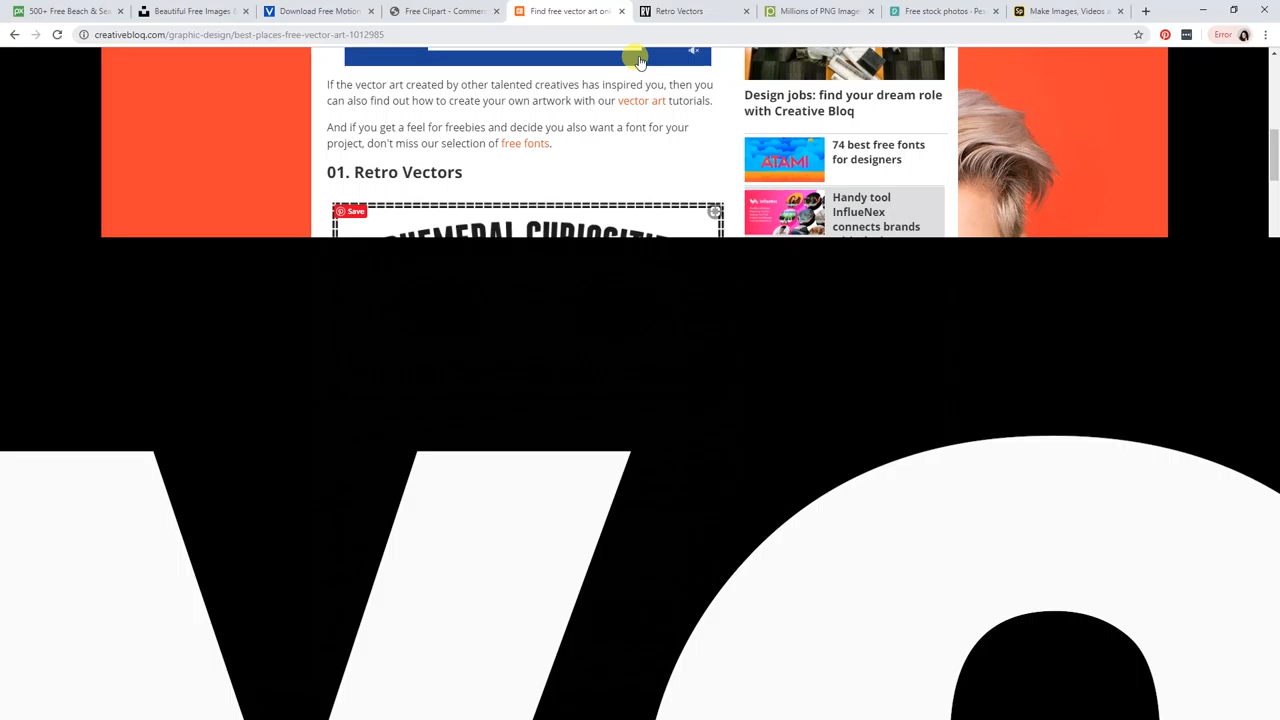 500+ Free Beach & Se
Beautiful Free Images &
Download Free Motion
Free Clipart - Commerc
Find free vector art onl
Retro Vectors
Millions of PNG Image
Free stock photos · Pex
Make Images, Videos a
creativebloq.com/graphic-design/best-places-free-vector-art-1012985
Error
If the vector art created by other talented creatives has inspired you, then you
can also find out how to create your own artwork with our vector art tutorials.
And if you get a feel for freebies and decide you also want a font for your
project, don't miss our selection of free fonts.
01. Retro Vectors
Save
EPHEMERAL CURIOSITIE
Design jobs: find your dream role
with Creative Bloq
ATAMI
74 best free fonts
for designers
Handy tool
InflueNex
connects brands